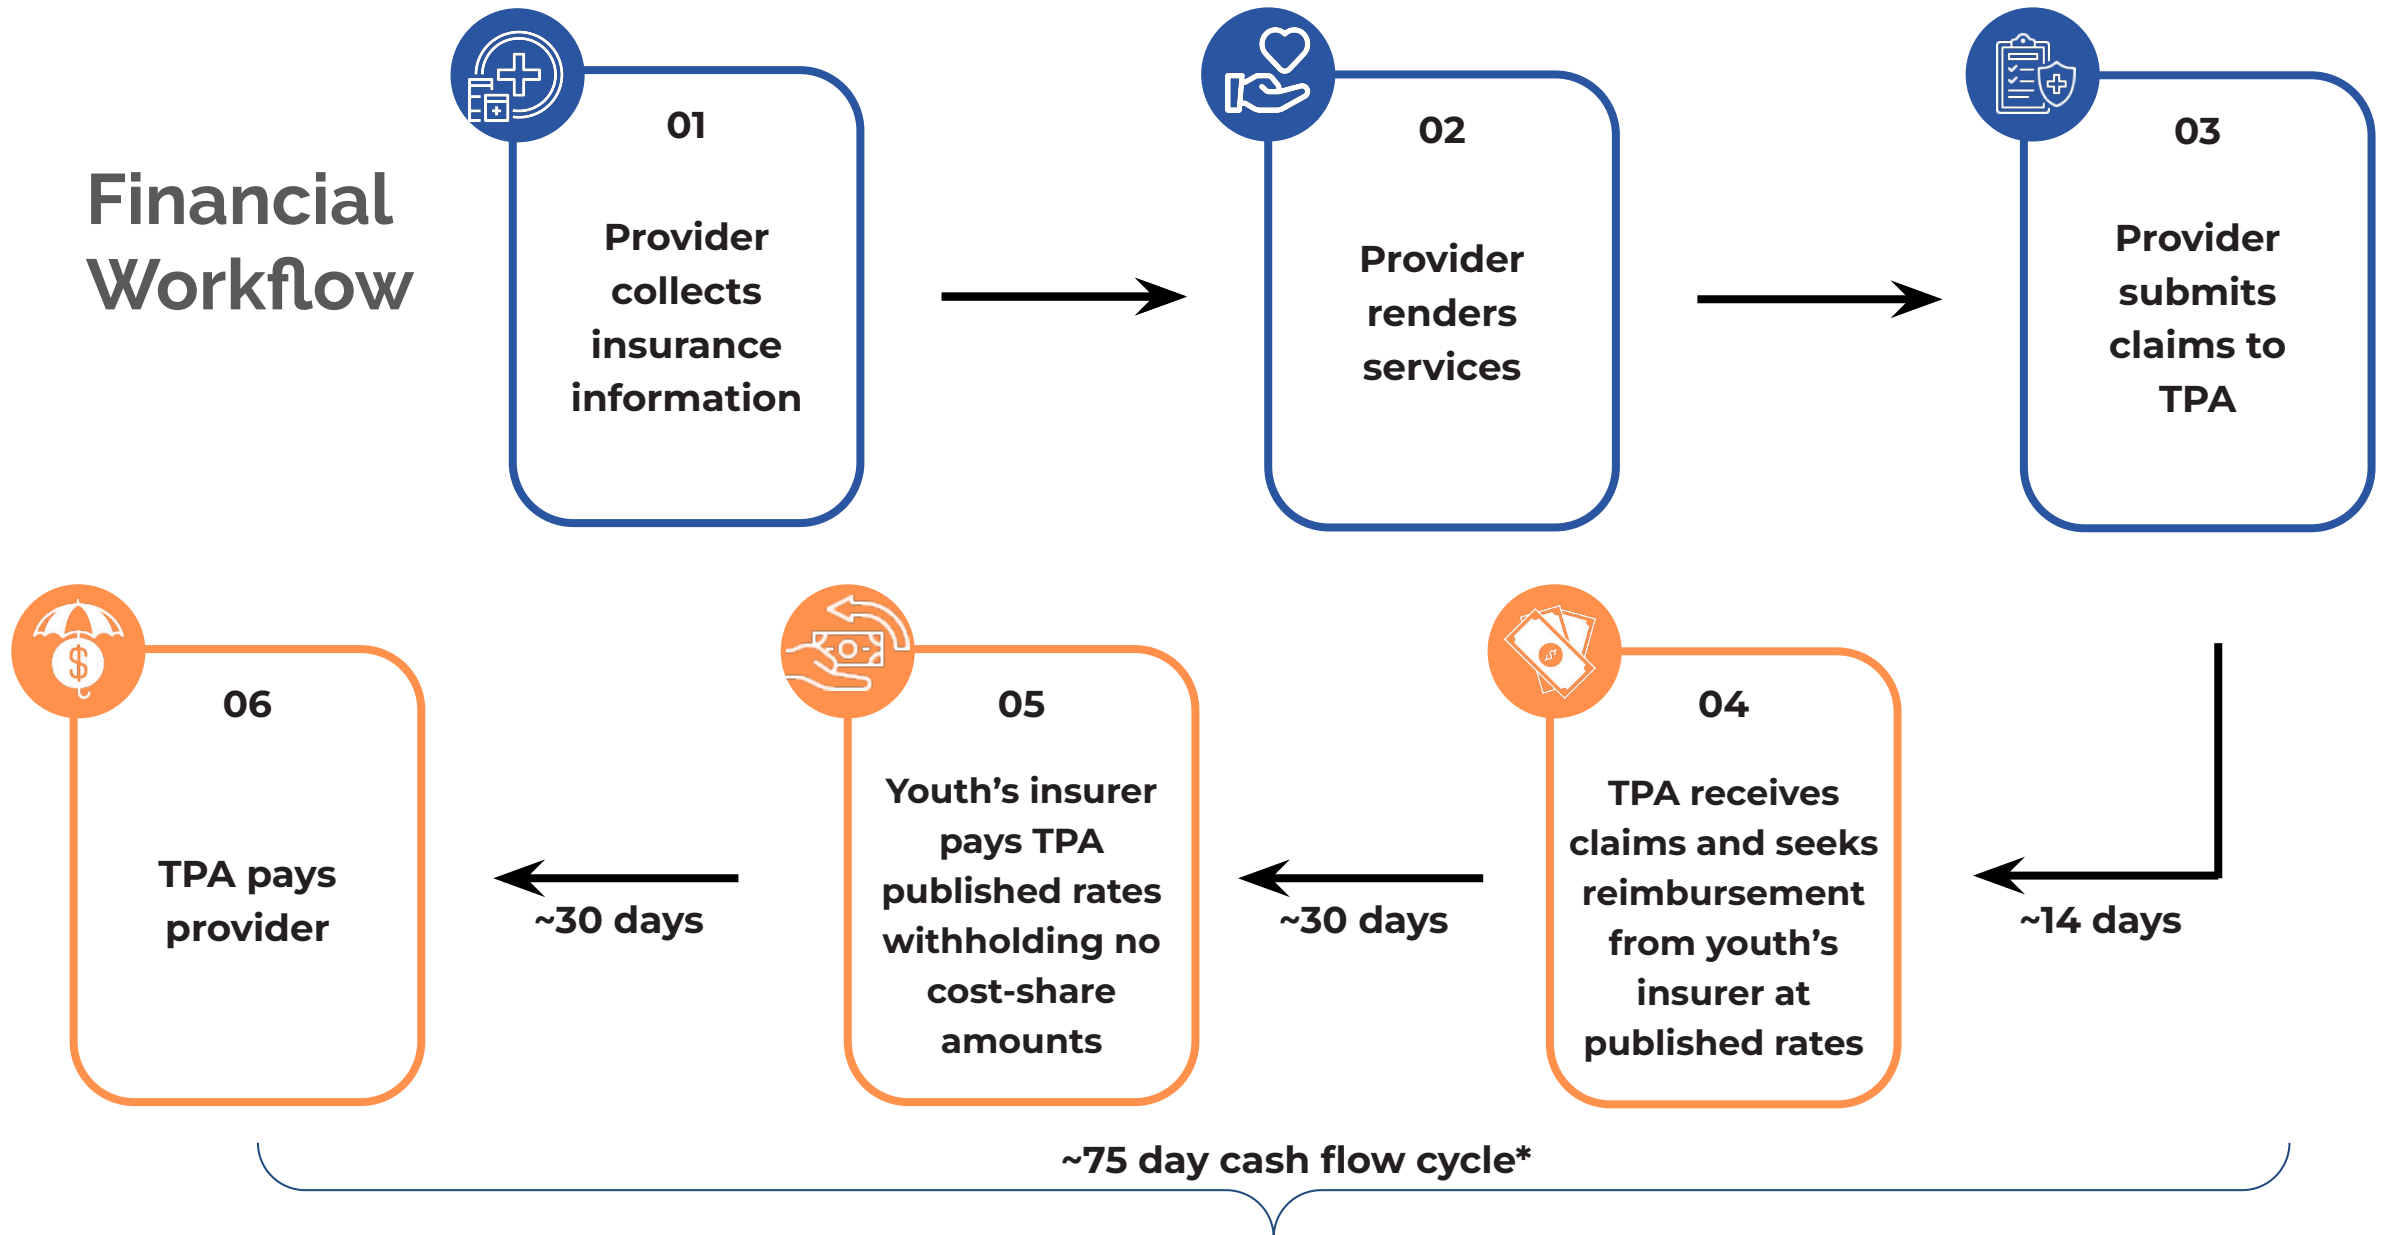 Financial
Workflow
01
Provider
collects
insurance
information
02
Provider
renders
services
03
Provider
submits
claims to
TPA
~14 days
04
TPA receives
claims and seeks
reimbursement
from youth’s
insurer at
published rates
~30 days
05
Youth’s insurer
pays TPA
published rates
withholding no
cost-share
amounts
~30 days
06
TPA pays
provider
~75 day cash flow cycle*